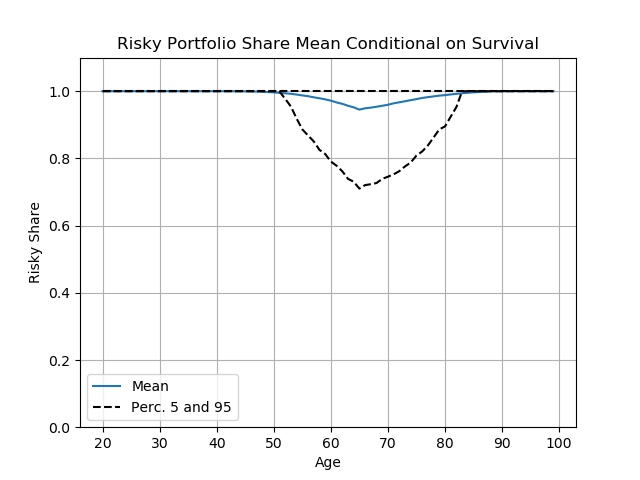 Risky Portfolio Share Mean Conditional on Survival
Risky Share
1.0
0.8
0.6
0.4
0.2
0.0
Mean
Perc. 5 and 95
20 30 40 50 60 70 80 90 100
Age